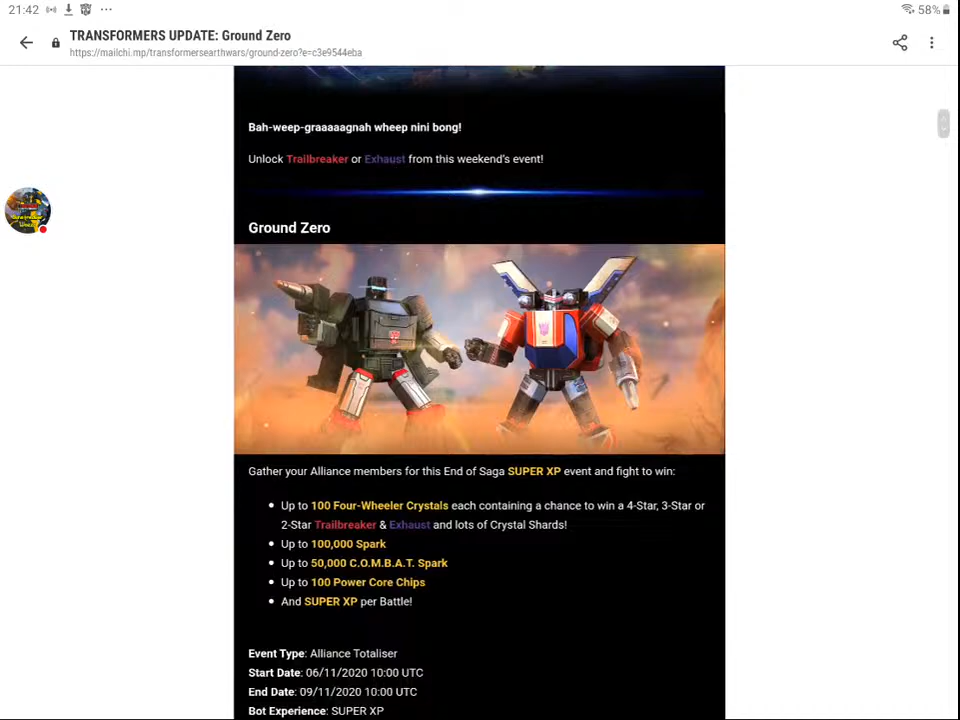 21:42
58%
TRANSFORMERS UPDATE: Ground Zero
https://mailchi.mp/transformersearthwars/ground-zero?e=c3e9544eba
Bah-weep-graaaaagnah wheep nini bong!
Unlock Trailbreaker or Exhaust from this weekend's event!
Ground Zero
Gather your Alliance members for this End of Saga SUPER XP event and fight to win:
• Up to 100 Four-Wheeler Crystals each containing a chance to win a 4-Star, 3-Star or
2-Star Trailbreaker & Exhaust and lots of Crystal Shards!
• Up to 100,000 Spark
• Up to 50,000 C.O.M.B.A.T. Spark
• Up to 100 Power Core Chips
• And SUPER XP per Battle!
Event Type: Alliance Totaliser
Start Date: 06/11/2020 10:00 UTC
End Date: 09/11/2020 10:00 UTC
Bot Experience: SUPER XP